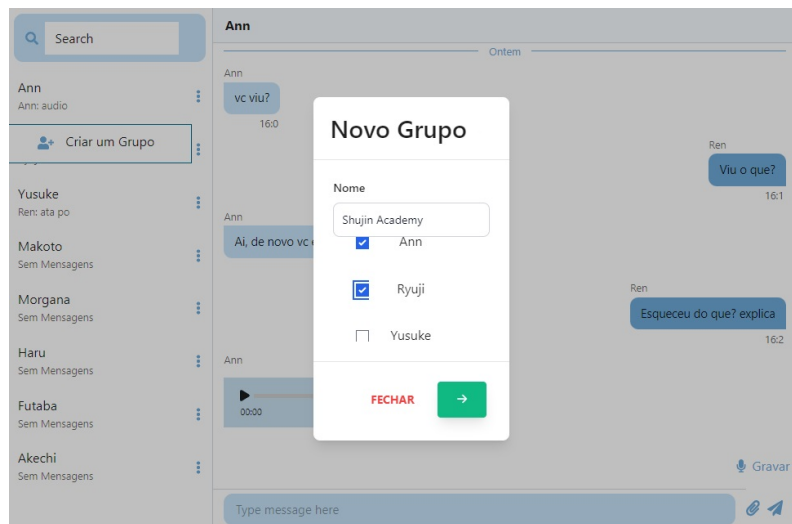 Search
Ann
Ann: audio
Criar um Grupo
Yusuke
Ren: ata po
Makoto
Sem Mensagens
Morgana
Sem Mensagens
Haru
Sem Mensagens
Futaba
Sem Mensagens
Akechi
Sem Mensagens
Ann
Ontem
Ann
vc viu?
16:0
Ren
Viu o que?
16:1
Ann
Ai, de novo vc
Ren
Esqueceu do que? explica
16:2
Ann
00:00
Gravar
Type message here
Novo Grupo
Nome
Shujin Academy
Ann
Ryuji
Yusuke
FECHAR